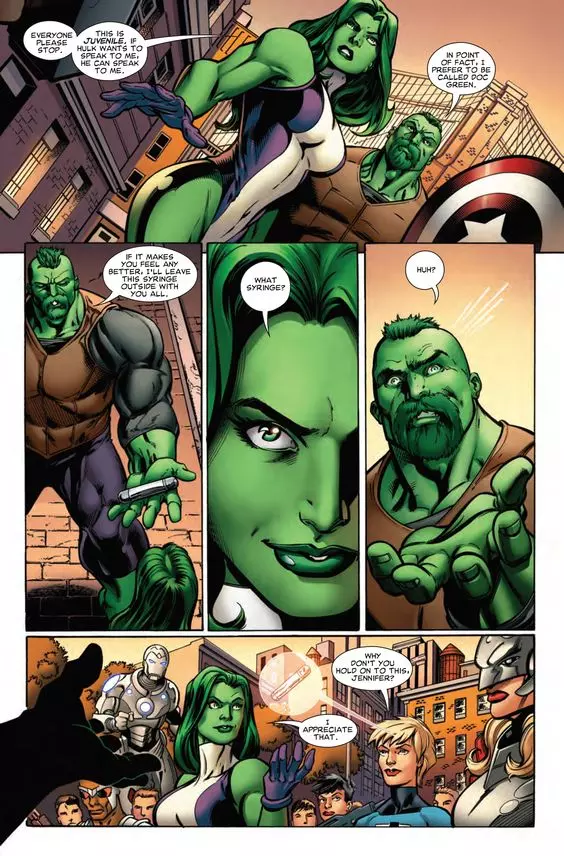 EVERYONE
PLEASE
STOP.
THIS IS
JUVENILE. IF
HULK WANTS TO
SPEAK TO ME,
HE CAN SPEAK
TO ME.
IN POINT
OF FACT, I
PREFER TO BE
CALLED DOC
GREEN.
IF IT MAKES
YOU FEEL ANY
BETTER, I'LL LEAVE
THIS SYRINGE
OUTSIDE WITH
YOU ALL.
WHAT
SYRINGE?
HUH?
WHY
DON'T YOU
HOLD ON TO THIS,
JENNIFER?
I
APPRECIATE
THAT.